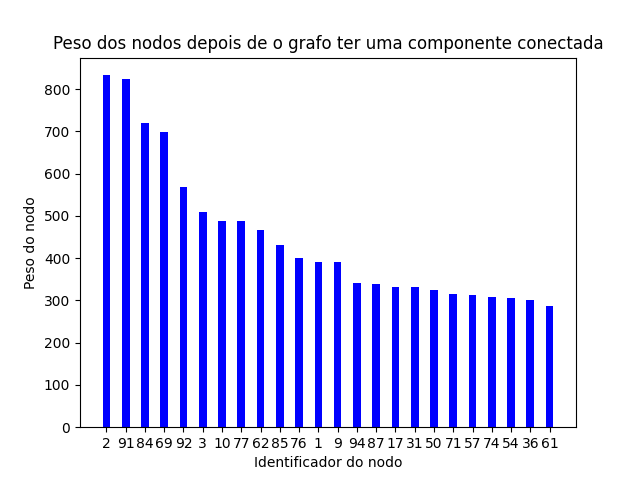 Peso dos nodos depois de o grafo ter uma componente conectada
Peso do nodo
800
700
600
500
400
300
200
100
0
2 91 84 69 92 3 10 77 62 85 76 1 9 94 87 17 31 50 71 57 74 54 36 61
Identificador do nodo